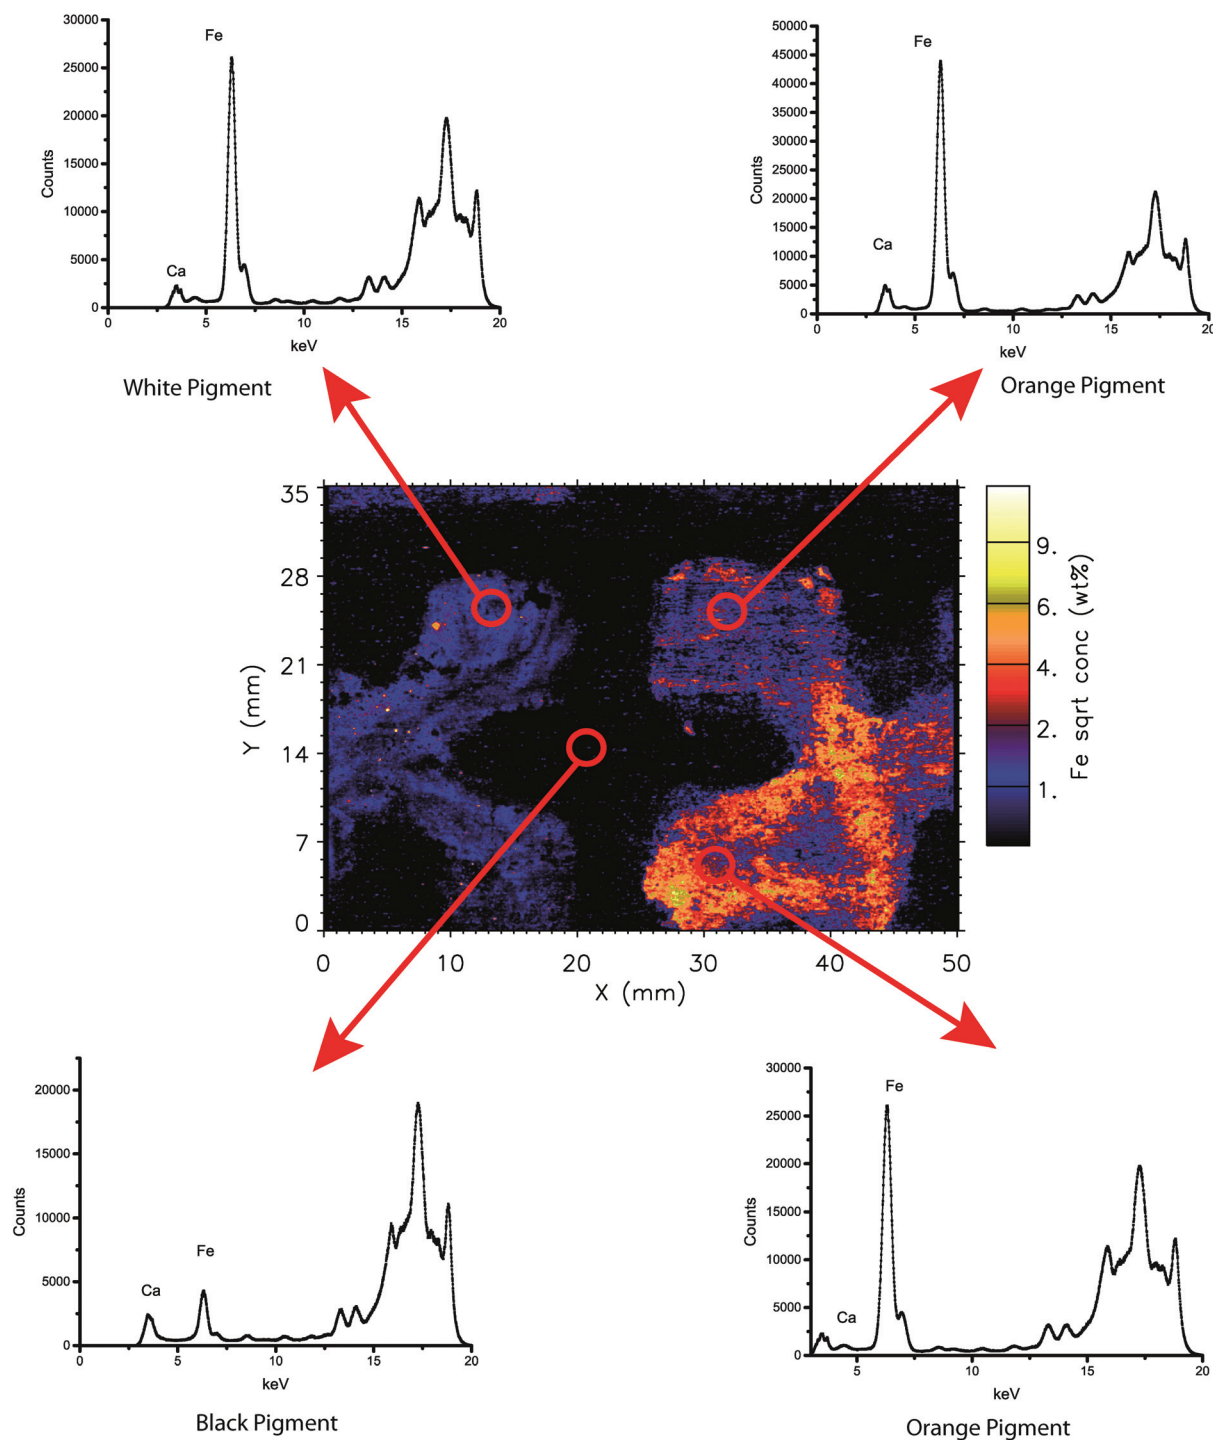 30000
25000
20000
15000
10000
5000
0
Counts
Fe
Ca
0 5 10 15 20
keV
White Pigment
50000
45000
40000
35000
30000
25000
20000
15000
10000
5000
0
Counts
Fe
Ca
0 5 10 15 20
keV
Orange Pigment
35
28
21
14
7
0
Y (mm)
0 10 20 30 40 50
X (mm)
9.
6.
4.
2.
1.
Fe sqrt conc (wt%)
20000
15000
10000
5000
0
Counts
Fe
Ca
0 5 10 15 20
keV
Black Pigment
30000
25000
20000
15000
10000
5000
0
Counts
Fe
Ca
5 10 15 20
keV
Orange Pigment